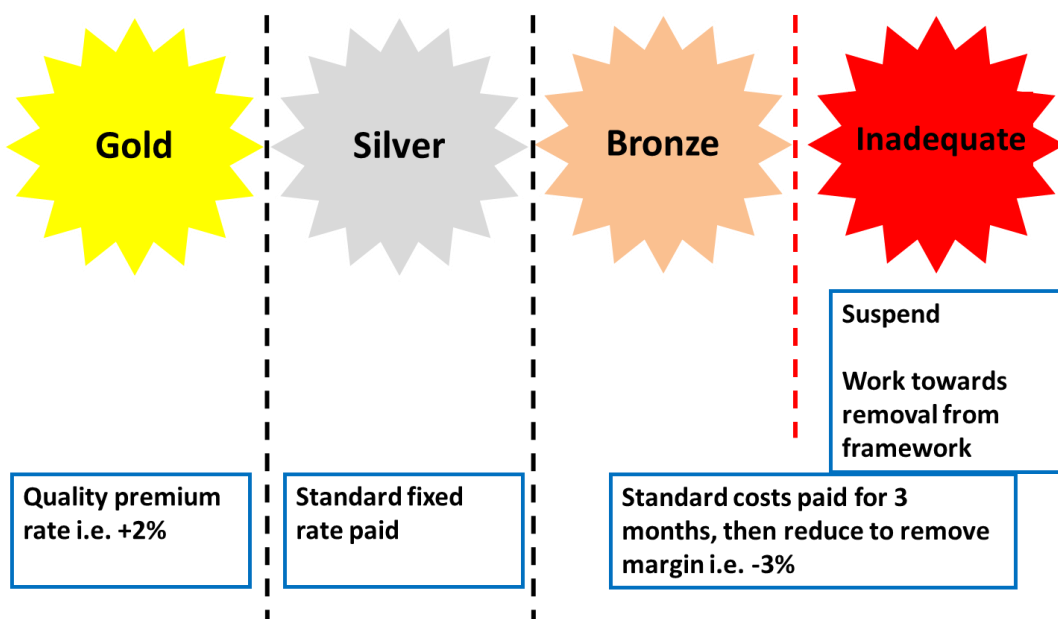 Gold
Silver
Bronze
Inadequate
Suspend
Work towards
removal from
framework
Quality premium
rate i.e. +2%
Standard fixed
rate paid
Standard costs paid for 3
months, then reduce to remove
margin i.e. -3%